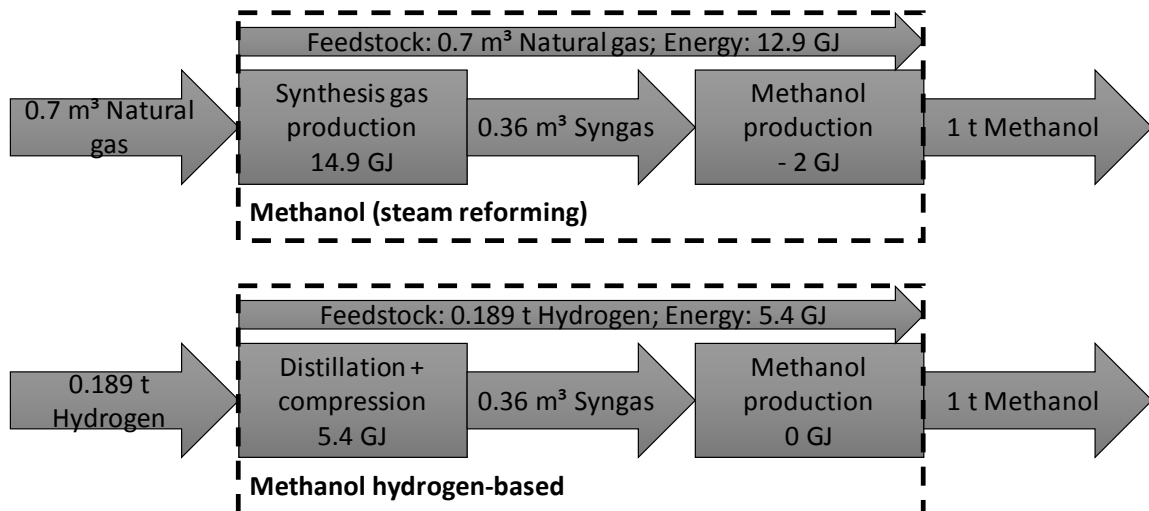 Feedstock: 0.7 m³ Natural gas; Energy: 12.9 GJ
0.7 m³ Natural
gas
Synthesis gas
production
14.9 GJ
0.36 m³ Syngas
Methanol
production
- 2 GJ
1 t Methanol
Methanol (steam reforming)
Feedstock: 0.189 t Hydrogen; Energy: 5.4 GJ
0.189 t
Hydrogen
Distillation +
compression
5.4 GJ
0.36 m³ Syngas
Methanol
production
0 GJ
1 t Methanol
Methanol hydrogen-based